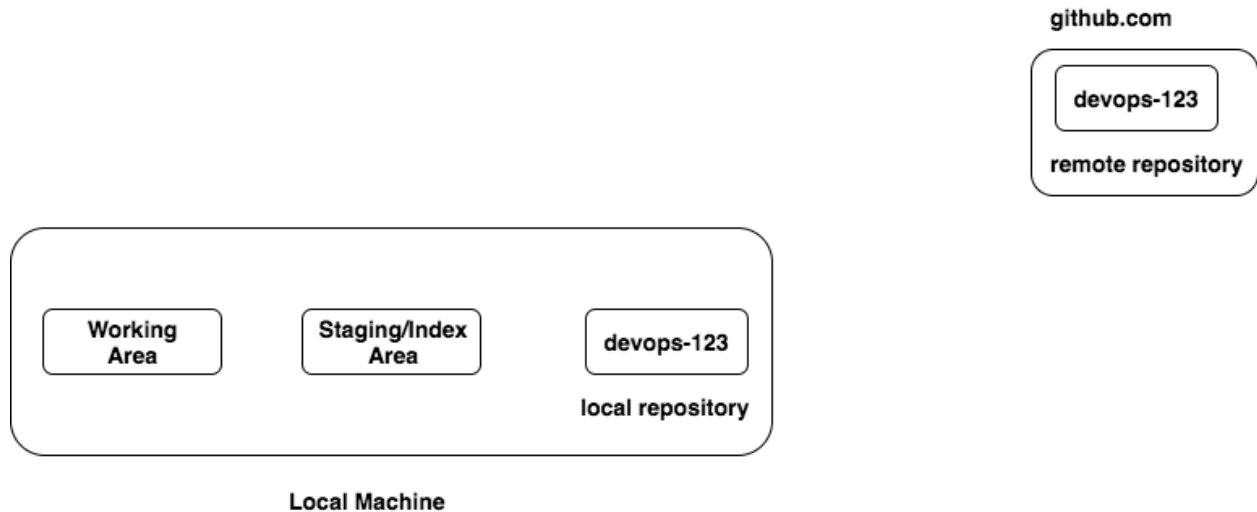 github.com
devops-123
remote repository
Working
Area
Staging/Index
Area
devops-123
local repository
Local Machine